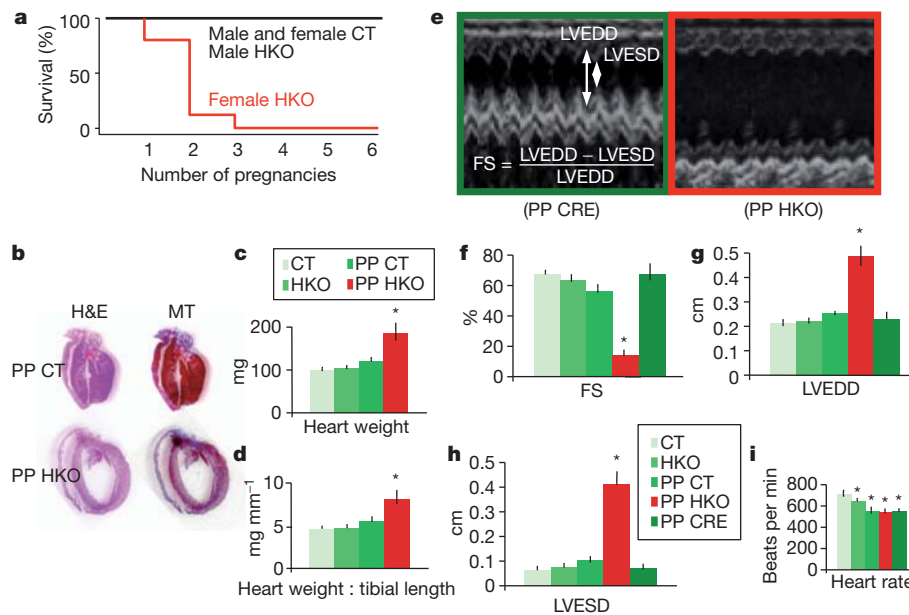 a
Survival (%)
100
50
0
Male and female CT
Male HKO
Female HKO
1 2 3 4 5 6
Number of pregnancies
b
H&E MT
PP CT
PP HKO
c
CT PP CT
HKO PP HKO
mg
200
100
0
*
Heart weight
d
mg mm⁻¹
10
5
0
*
Heart weight : tibial length
e
LVEDD
LVESD
FS = LVEDD – LVESD
LVEDD
(PP CRE) (PP HKO)
f
%
80
60
40
20
0
*
FS
g
cm
0.5
0.4
0.3
0.2
0.1
0
*
LVEDD
h
cm
0.5
0.4
0.3
0.2
0.1
0
*
LVESD
CT
HKO
PP CT
PP HKO
PP CRE
i
Beats per min
800
600
400
200
0
* * * *
Heart rate